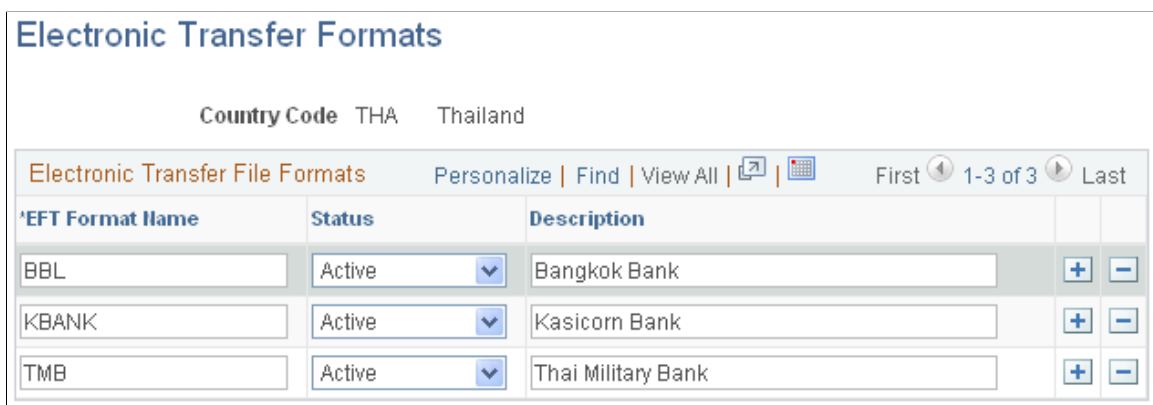 Electronic Transfer Formats
Country Code THA Thailand
Electronic Transfer File Formats Personalize | Find | View All | | First 1-3 of 3 Last
*EFT Format Name Status Description
BBL Active Bangkok Bank + −
KBANK Active Kasicorn Bank + −
TMB Active Thai Military Bank + −